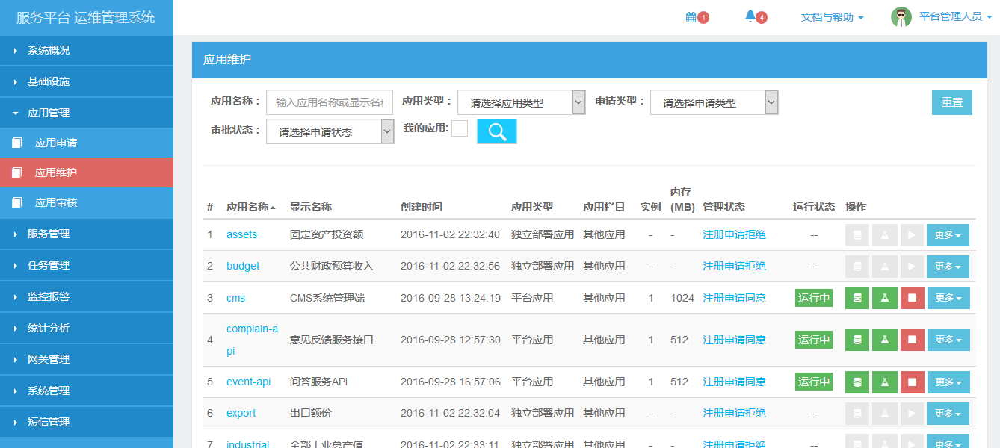 服务平台 运维管理系统
1
4
文档与帮助
平台管理人员
系统概况
基础设施
应用管理
应用申请
应用维护
应用审核
服务管理
任务管理
监控报警
统计分析
网关管理
系统管理
短信管理
应用维护
应用名称： 输入应用名称或显示名称 应用类型： 请选择应用类型 申请类型： 请选择申请类型 重置
审批状态： 请选择申请状态 我的应用:
# 应用名称 显示名称 创建时间 应用类型 应用栏目 实例 内存(MB) 管理状态 运行状态 操作
1 assets 固定资产投资额 2016-11-02 22:32:40 独立部署应用 其他应用 - - 注册申请拒绝 -- 更多
2 budget 公共财政预算收入 2016-11-02 22:32:56 独立部署应用 其他应用 - - 注册申请拒绝 -- 更多
3 cms CMS系统管理端 2016-09-28 13:24:19 平台应用 其他应用 1 1024 注册申请同意 运行中 更多
4 complain-api 意见反馈服务接口 2016-09-28 12:57:30 平台应用 其他应用 1 512 注册申请同意 运行中 更多
5 event-api 问答服务API 2016-09-28 16:57:06 平台应用 其他应用 1 512 注册申请同意 运行中 更多
6 export 出口额份 2016-11-02 22:32:04 独立部署应用 其他应用 - - 注册申请拒绝 -- 更多
7 industrial 全部工业总产值 2016-11-02 22:33:11 独立部署应用 其他应用 - - 注册申请拒绝 -- 更多